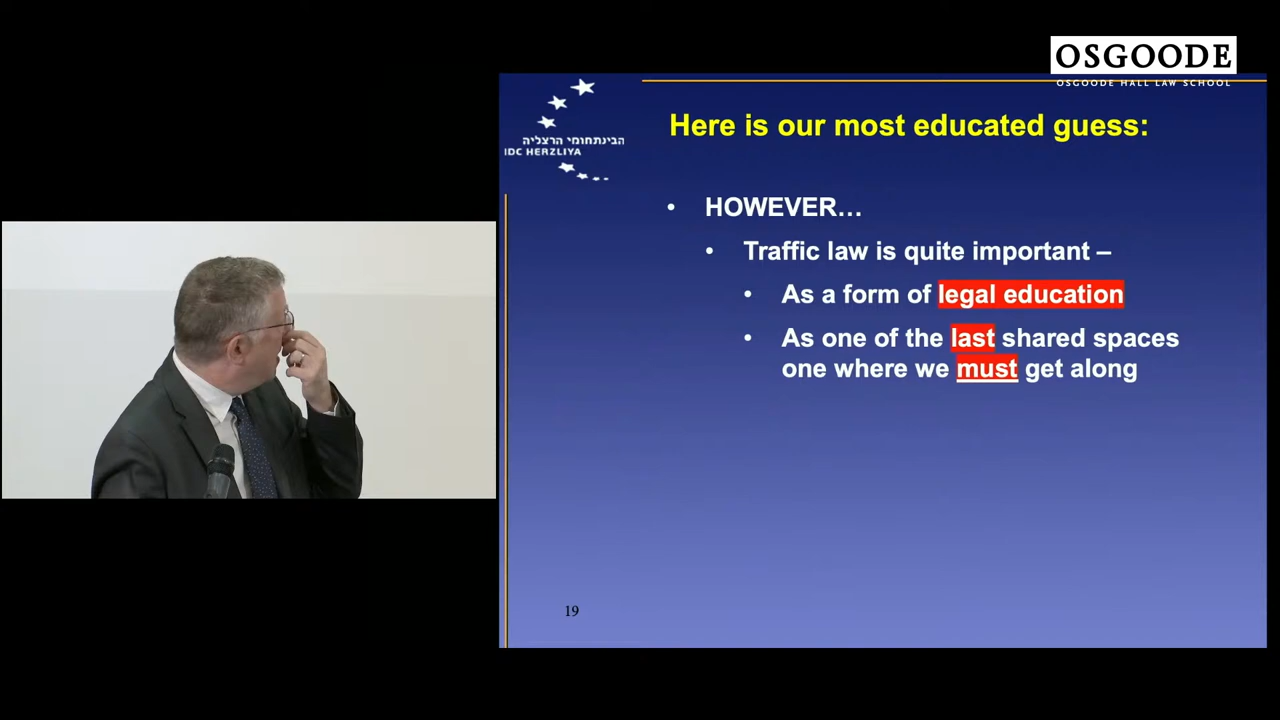 OSGOODE
OSGOODE HALL LAW SCHOOL
הבינתחומי הרצליה
IDC HERZLIYA
Here is our most educated guess:
• HOWEVER…
• Traffic law is quite important –
• As a form of legal education
• As one of the last shared spaces
one where we must get along
19